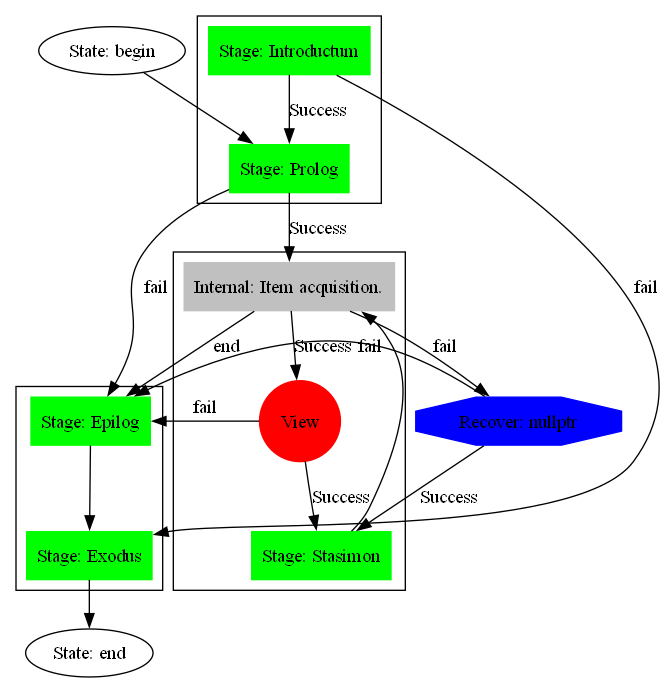 State: begin
Stage: Introductum
Success
Stage: Prolog
Success
fail
fail
Internal: Item acquisition.
end
Success
fail
fail
Stage: Epilog
fail
View
Recover: nullptr
Success
Success
Stage: Exodus
Stage: Stasimon
State: end